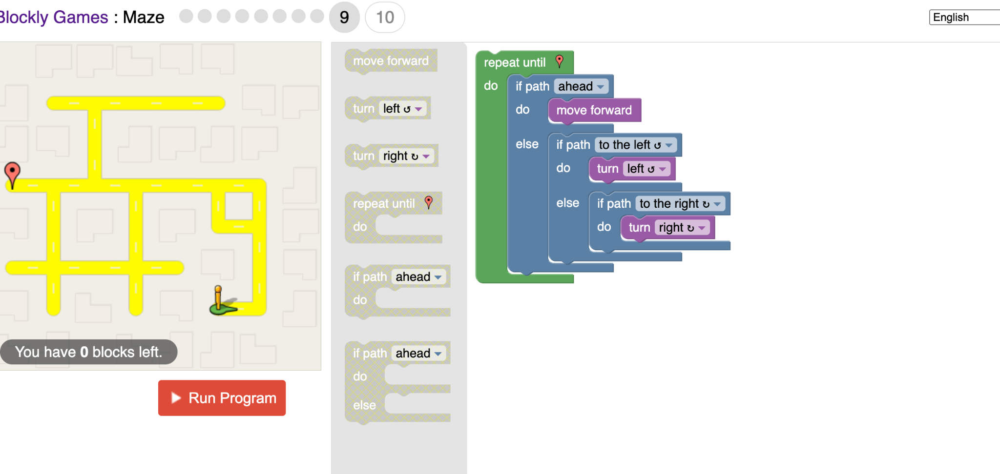 Blockly Games : Maze 9 10
English
move forward
turn left ↺
turn right ↻
repeat until
do
if path ahead
do
if path ahead
do
else
repeat until
do if path ahead
do move forward
else if path to the left ↺
do turn left ↺
else if path to the right ↻
do turn right ↻
You have 0 blocks left.
Run Program